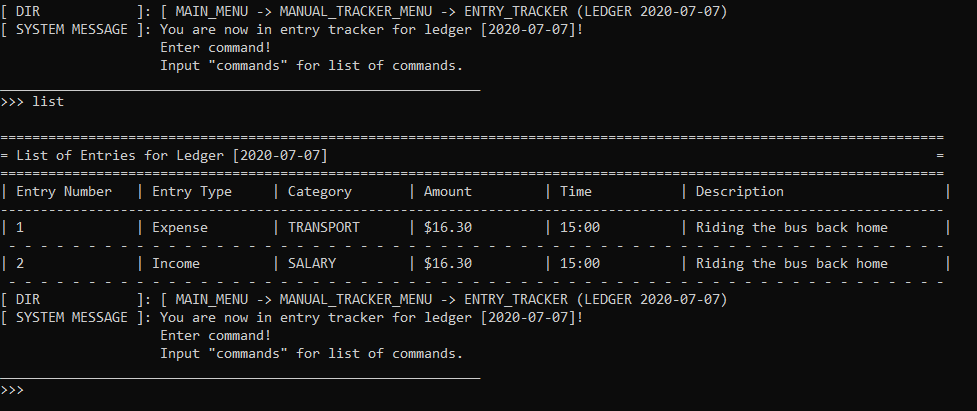 [ DIR            ]: [ MAIN_MENU -> MANUAL_TRACKER_MENU -> ENTRY_TRACKER (LEDGER 2020-07-07)
[ SYSTEM MESSAGE ]: You are now in entry tracker for ledger [2020-07-07]!
                    Enter command!
                    Input "commands" for list of commands.
____________________________________________________________
>>> list
======================================================================================================================
= List of Entries for Ledger [2020-07-07]                                                                            =
======================================================================================================================
| Entry Number   | Entry Type     | Category       | Amount         | Time           | Description                    |
----------------------------------------------------------------------------------------------------------------------
| 1              | Expense        | TRANSPORT      | $16.30         | 15:00          | Riding the bus back home       |
- - - - - - - - - - - - - - - - - - - - - - - - - - - - - - - - - - - - - - - - - - - - - - - - - - - - - - - - - - -
| 2              | Income         | SALARY         | $16.30         | 15:00          | Riding the bus back home       |
- - - - - - - - - - - - - - - - - - - - - - - - - - - - - - - - - - - - - - - - - - - - - - - - - - - - - - - - - - -
[ DIR            ]: [ MAIN_MENU -> MANUAL_TRACKER_MENU -> ENTRY_TRACKER (LEDGER 2020-07-07)
[ SYSTEM MESSAGE ]: You are now in entry tracker for ledger [2020-07-07]!
                    Enter command!
                    Input "commands" for list of commands.
____________________________________________________________
>>>